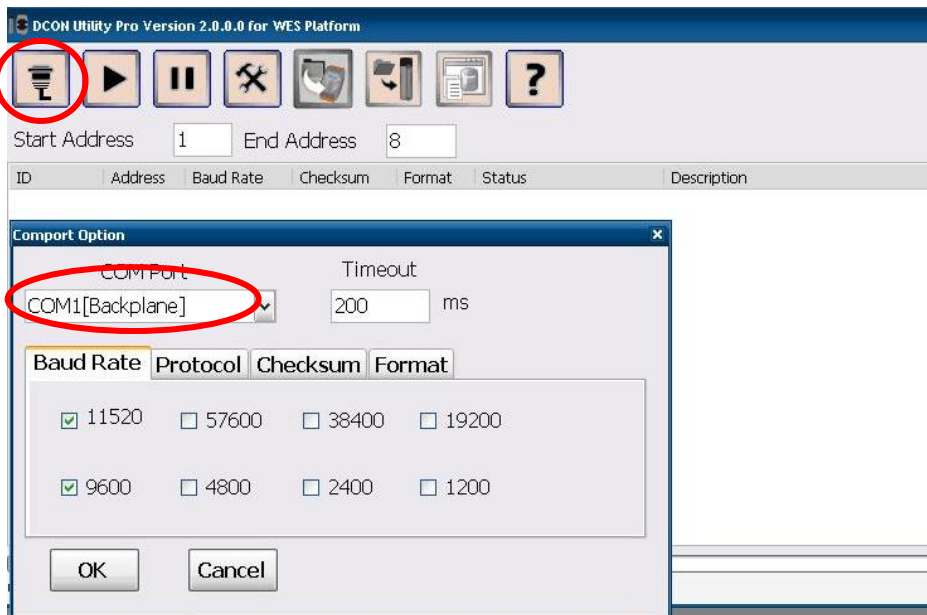 DCON Utility Pro Version 2.0.0.0 for WES Platform
?
Start Address 1 End Address 8
ID Address Baud Rate Checksum Format Status Description
Comport Option x
COM Port Timeout
COM1[Backplane] 200 ms
Baud Rate Protocol Checksum Format
11520 57600 38400 19200
9600 4800 2400 1200
OK Cancel